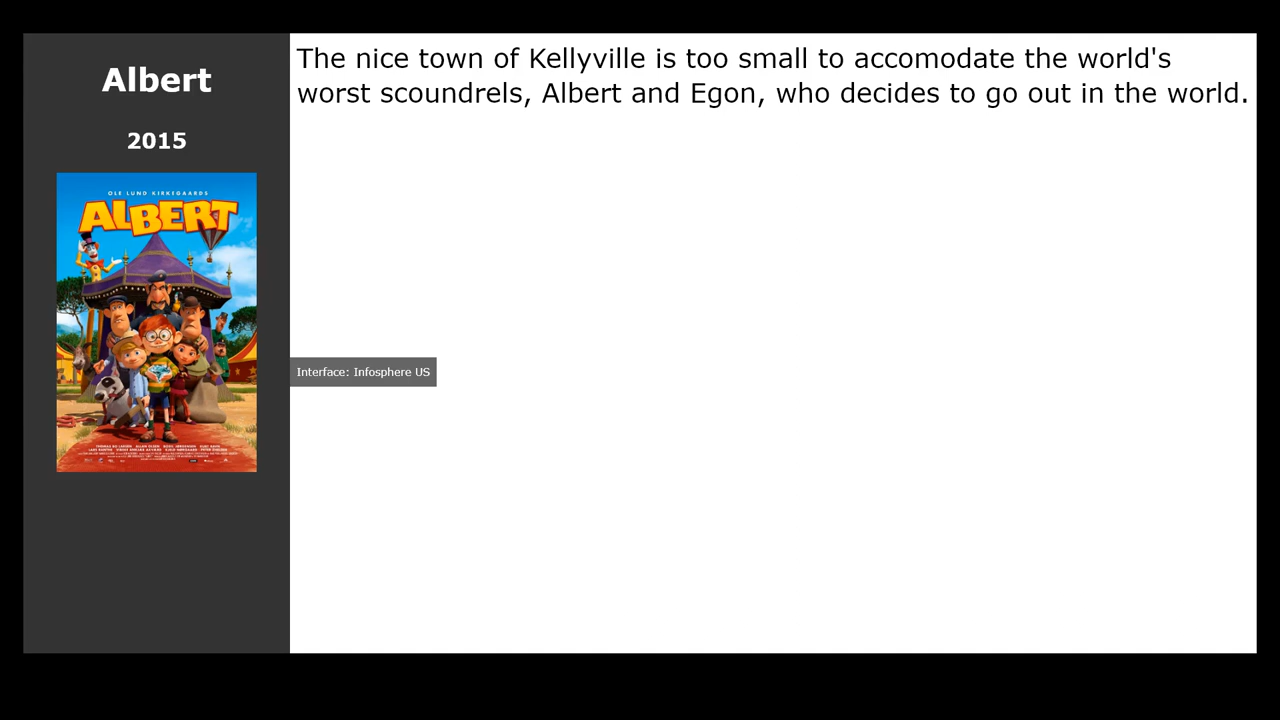 Albert
2015
OLE LUND KIRKEGAARDS
ALBERT
The nice town of Kellyville is too small to accomodate the world's
worst scoundrels, Albert and Egon, who decides to go out in the world.
Interface: Infosphere US